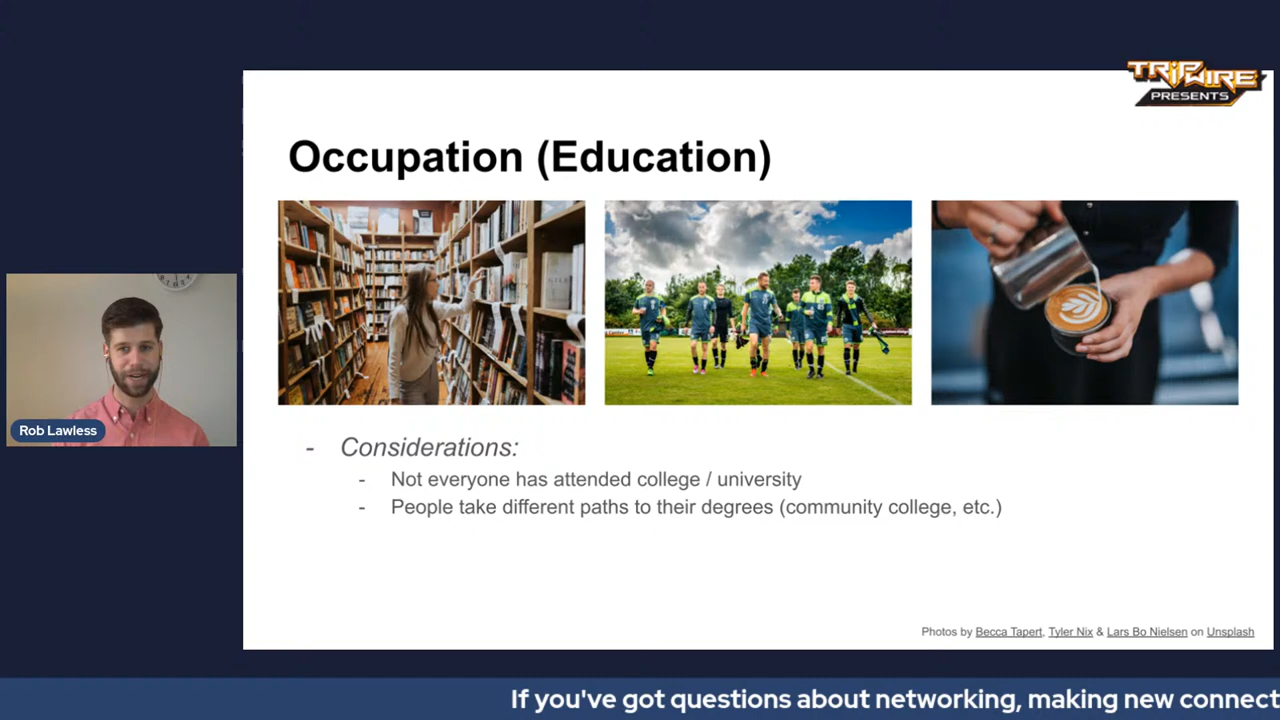 TRIPWIRE
PRESENTS
Occupation (Education)
Rob Lawless
- Considerations:
- Not everyone has attended college / university
- People take different paths to their degrees (community college, etc.)
Photos by Becca Tapert, Tyler Nix & Lars Bo Nielsen on Unsplash
If you've got questions about networking, making new connect